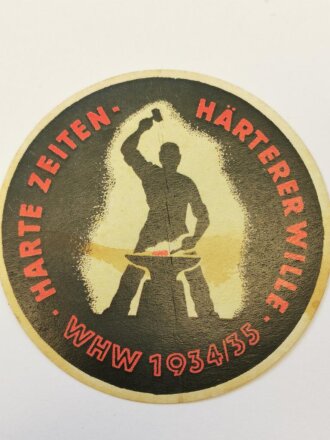 · HARTE ZEITEN · HÄRTERER WILLE ·
WHW 1934/35